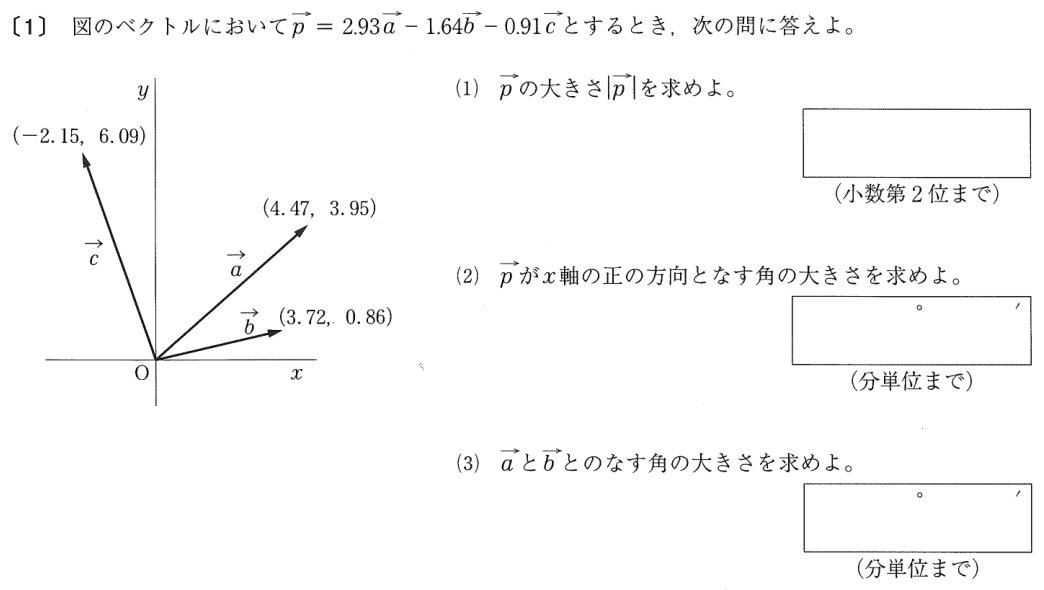 〔1〕 図のベクトルにおいて p⃗ = 2.93a⃗ − 1.64b⃗ − 0.91c⃗ とするとき，次の問に答えよ。
(1) p⃗ の大きさ|p⃗|を求めよ。
(小数第2位まで)
(2) p⃗ が x 軸の正の方向となす角の大きさを求めよ。
° ′
(分単位まで)
(3) a⃗ と b⃗ とのなす角の大きさを求めよ。
° ′
(分単位まで)
y
(−2.15, 6.09)
(4.47, 3.95)
c⃗
a⃗
b⃗
(3.72, 0.86)
O
x